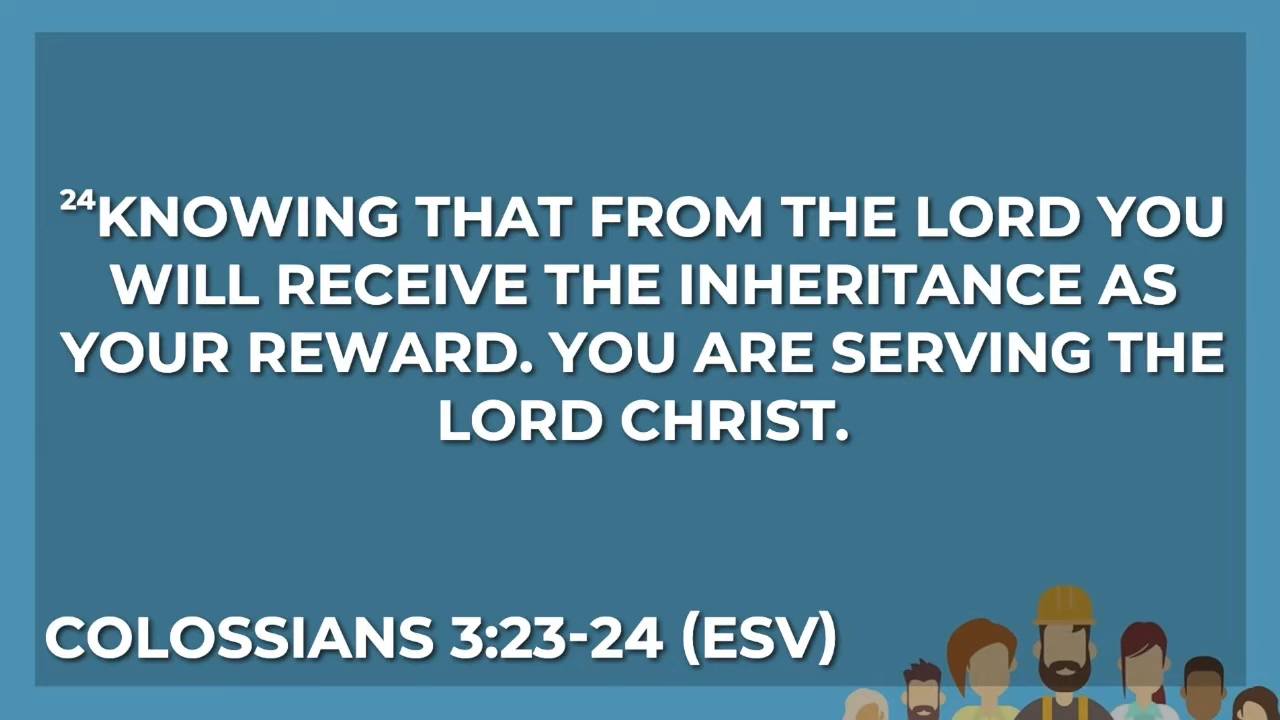 ²⁴KNOWING THAT FROM THE LORD YOU
WILL RECEIVE THE INHERITANCE AS
YOUR REWARD. YOU ARE SERVING THE
LORD CHRIST.
COLOSSIANS 3:23-24 (ESV)